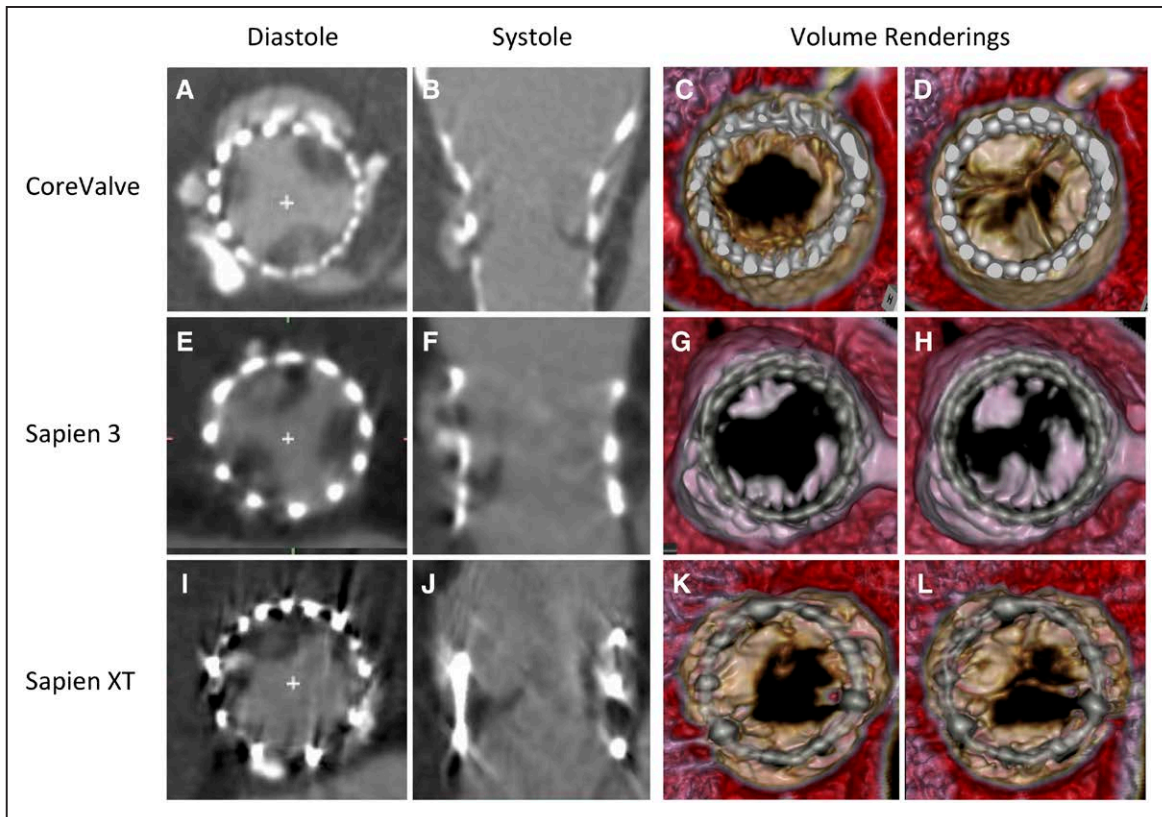 Diastole Systole Volume Renderings
CoreValve A B C D
H
Sapien 3 E F G H
Sapien XT I J K L